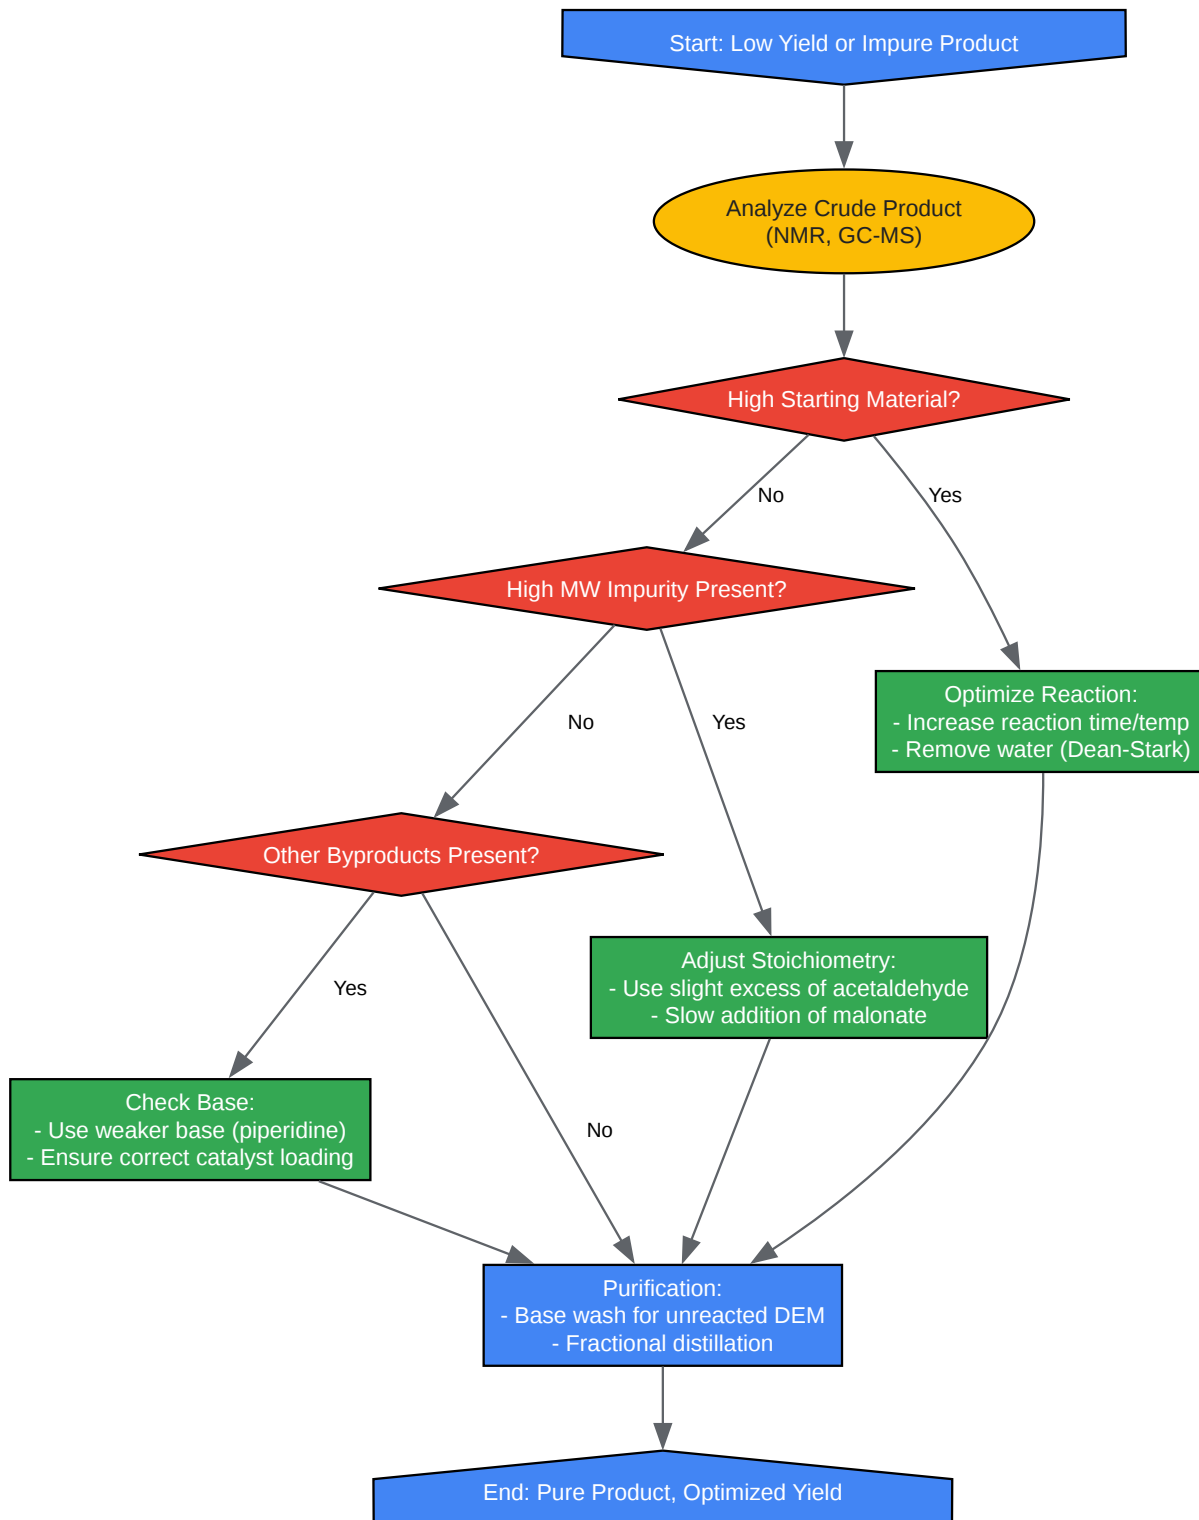 Start: Low Yield or Impure Product
Analyze Crude Product
(NMR, GC-MS)
High Starting Material?
No
Yes
High MW Impurity Present?
Optimize Reaction:
- Increase reaction time/temp
- Remove water (Dean-Stark)
No
Yes
Other Byproducts Present?
Adjust Stoichiometry:
- Use slight excess of acetaldehyde
- Slow addition of malonate
Yes
No
Check Base:
- Use weaker base (piperidine)
- Ensure correct catalyst loading
Purification:
- Base wash for unreacted DEM
- Fractional distillation
End: Pure Product, Optimized Yield